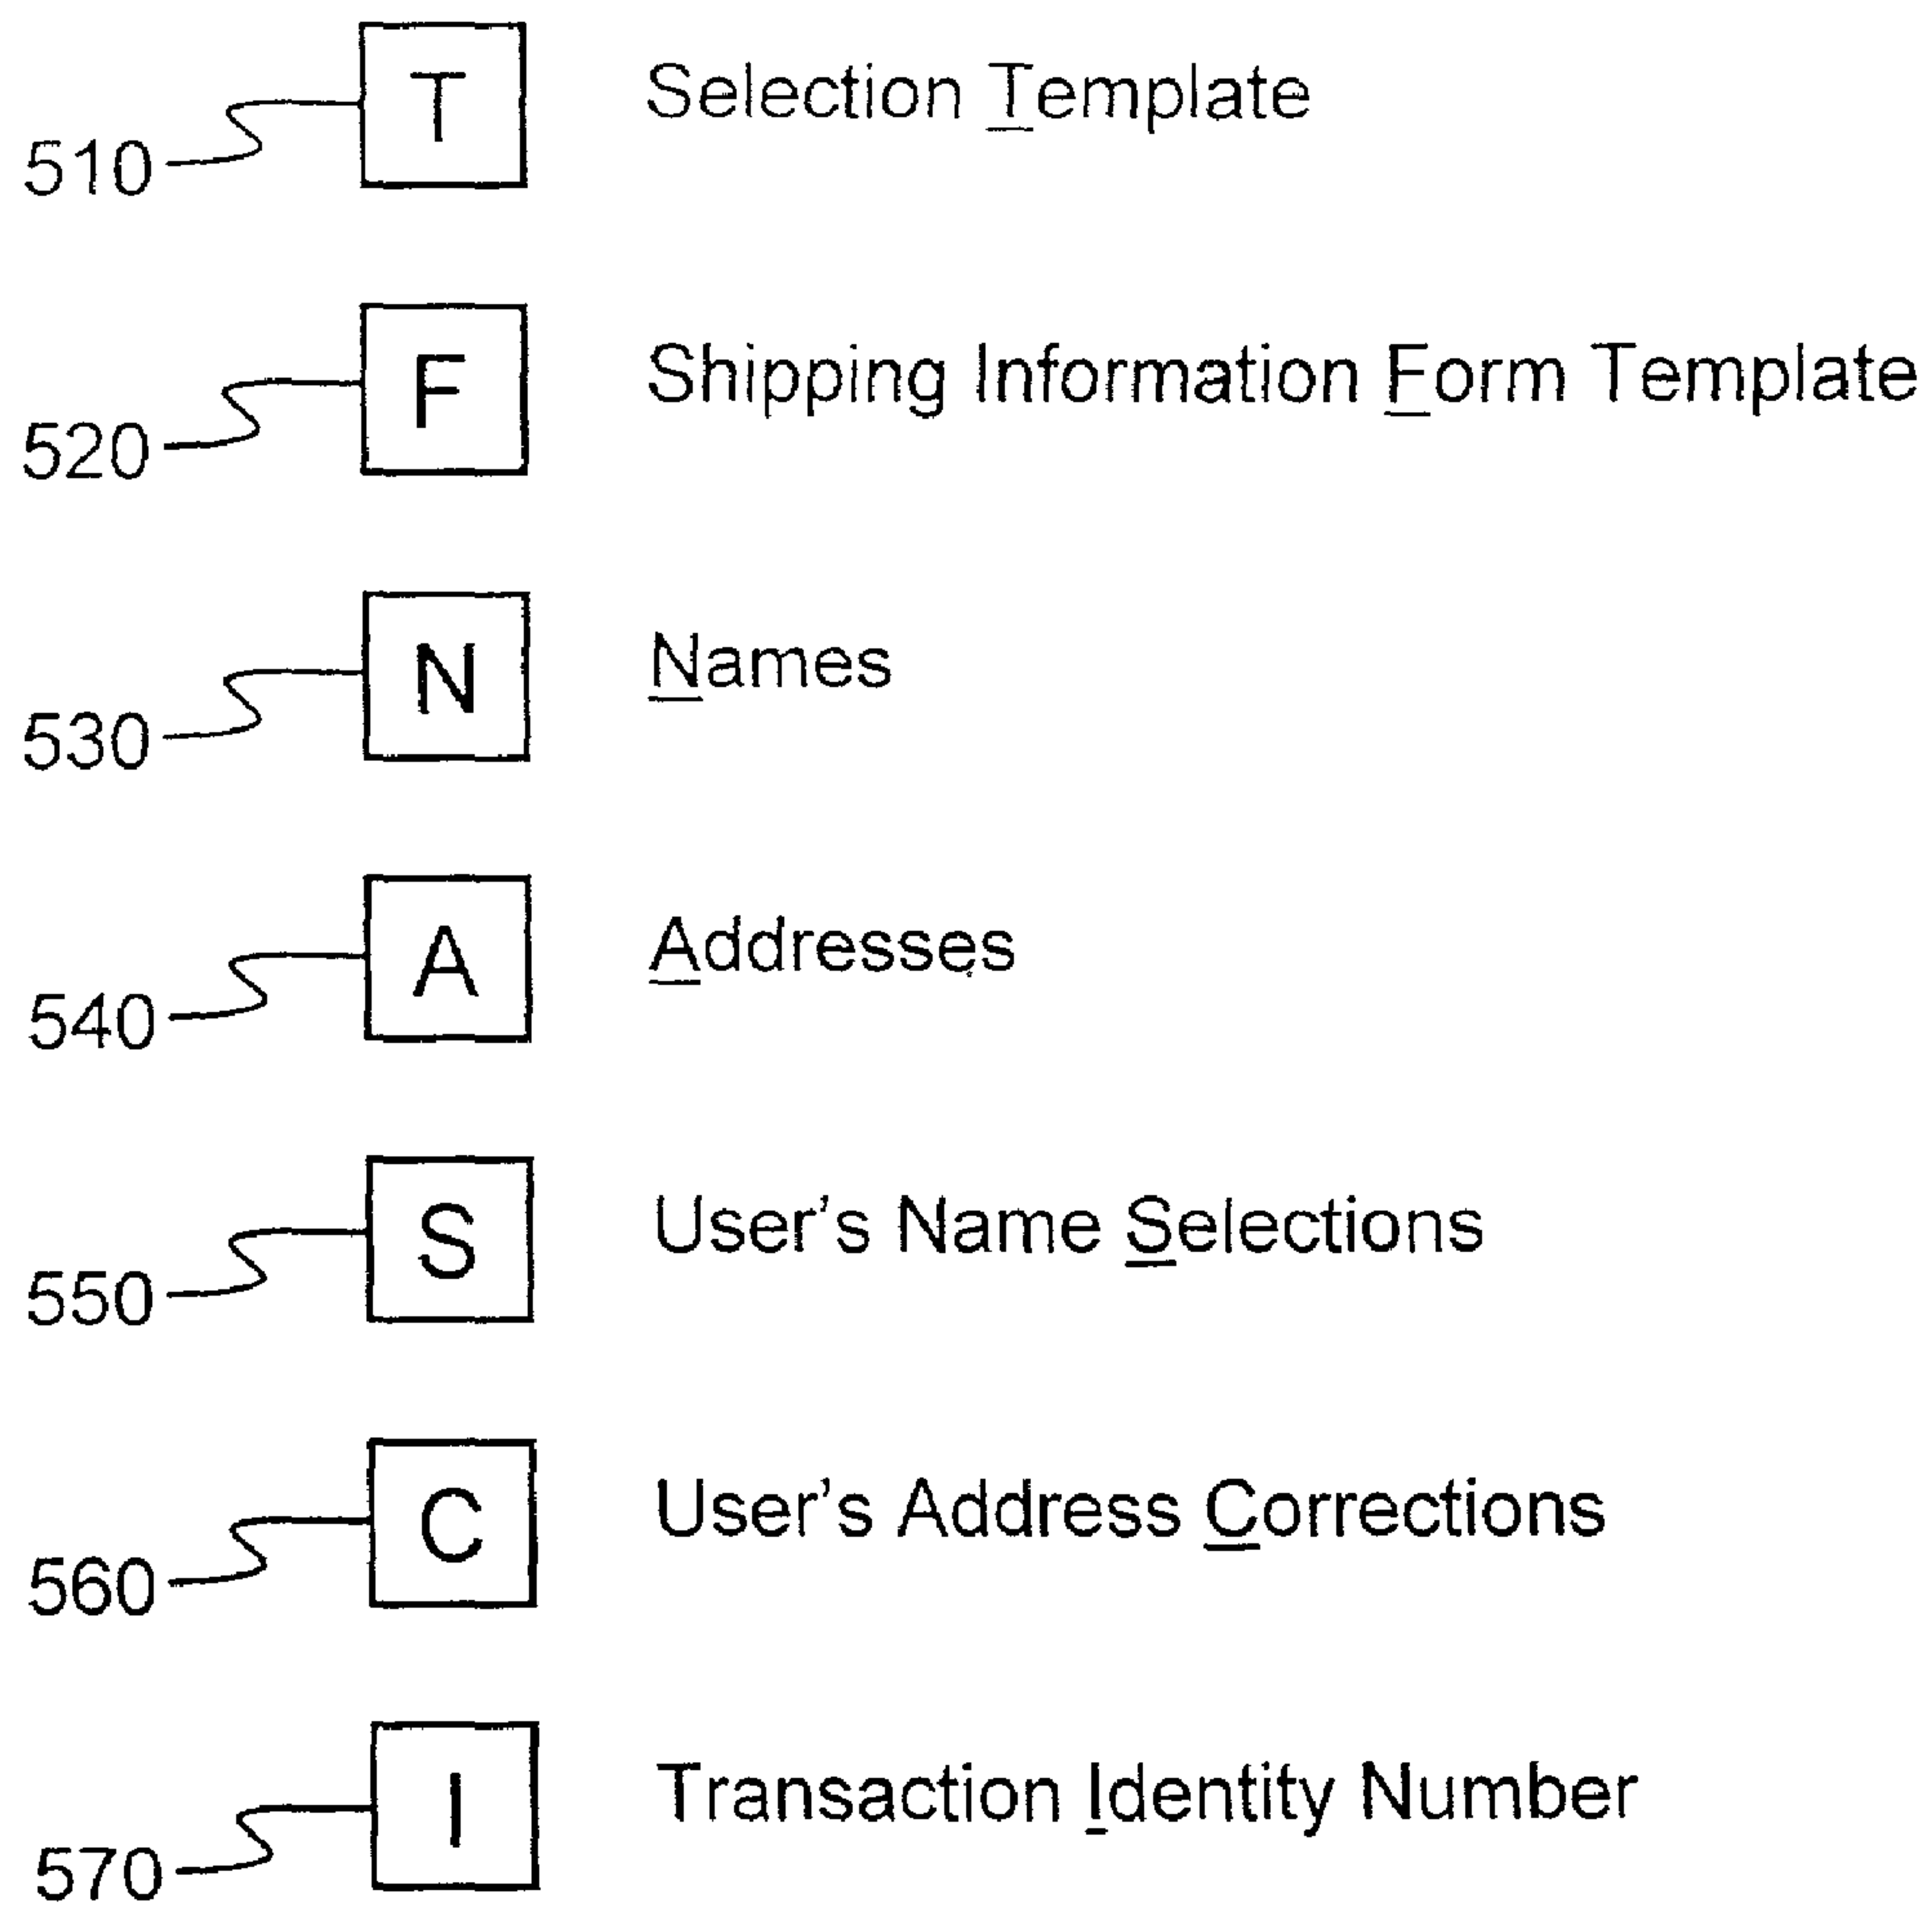 510 T Selection Template
520 F Shipping Information Form Template
530 N Names
540 A Addresses
550 S User's Name Selections
560 C User's Address Corrections
570 I Transaction Identity Number